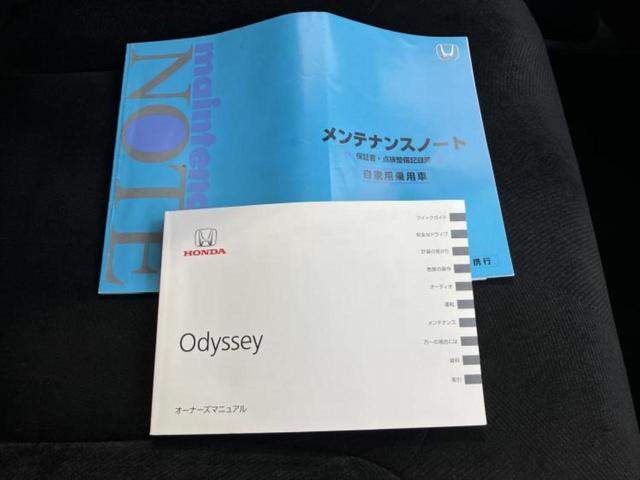 maintenance
NOTE
メンテナンスノート
保証書・点検整備記録簿
自家用乗用車
携行
HONDA
Odyssey
オーナーズマニュアル
クイックガイド
安全なドライブ
計器の見かた
各部の操作
オーディオ
運転
メンテナンス
万一の場合には
資料
索引